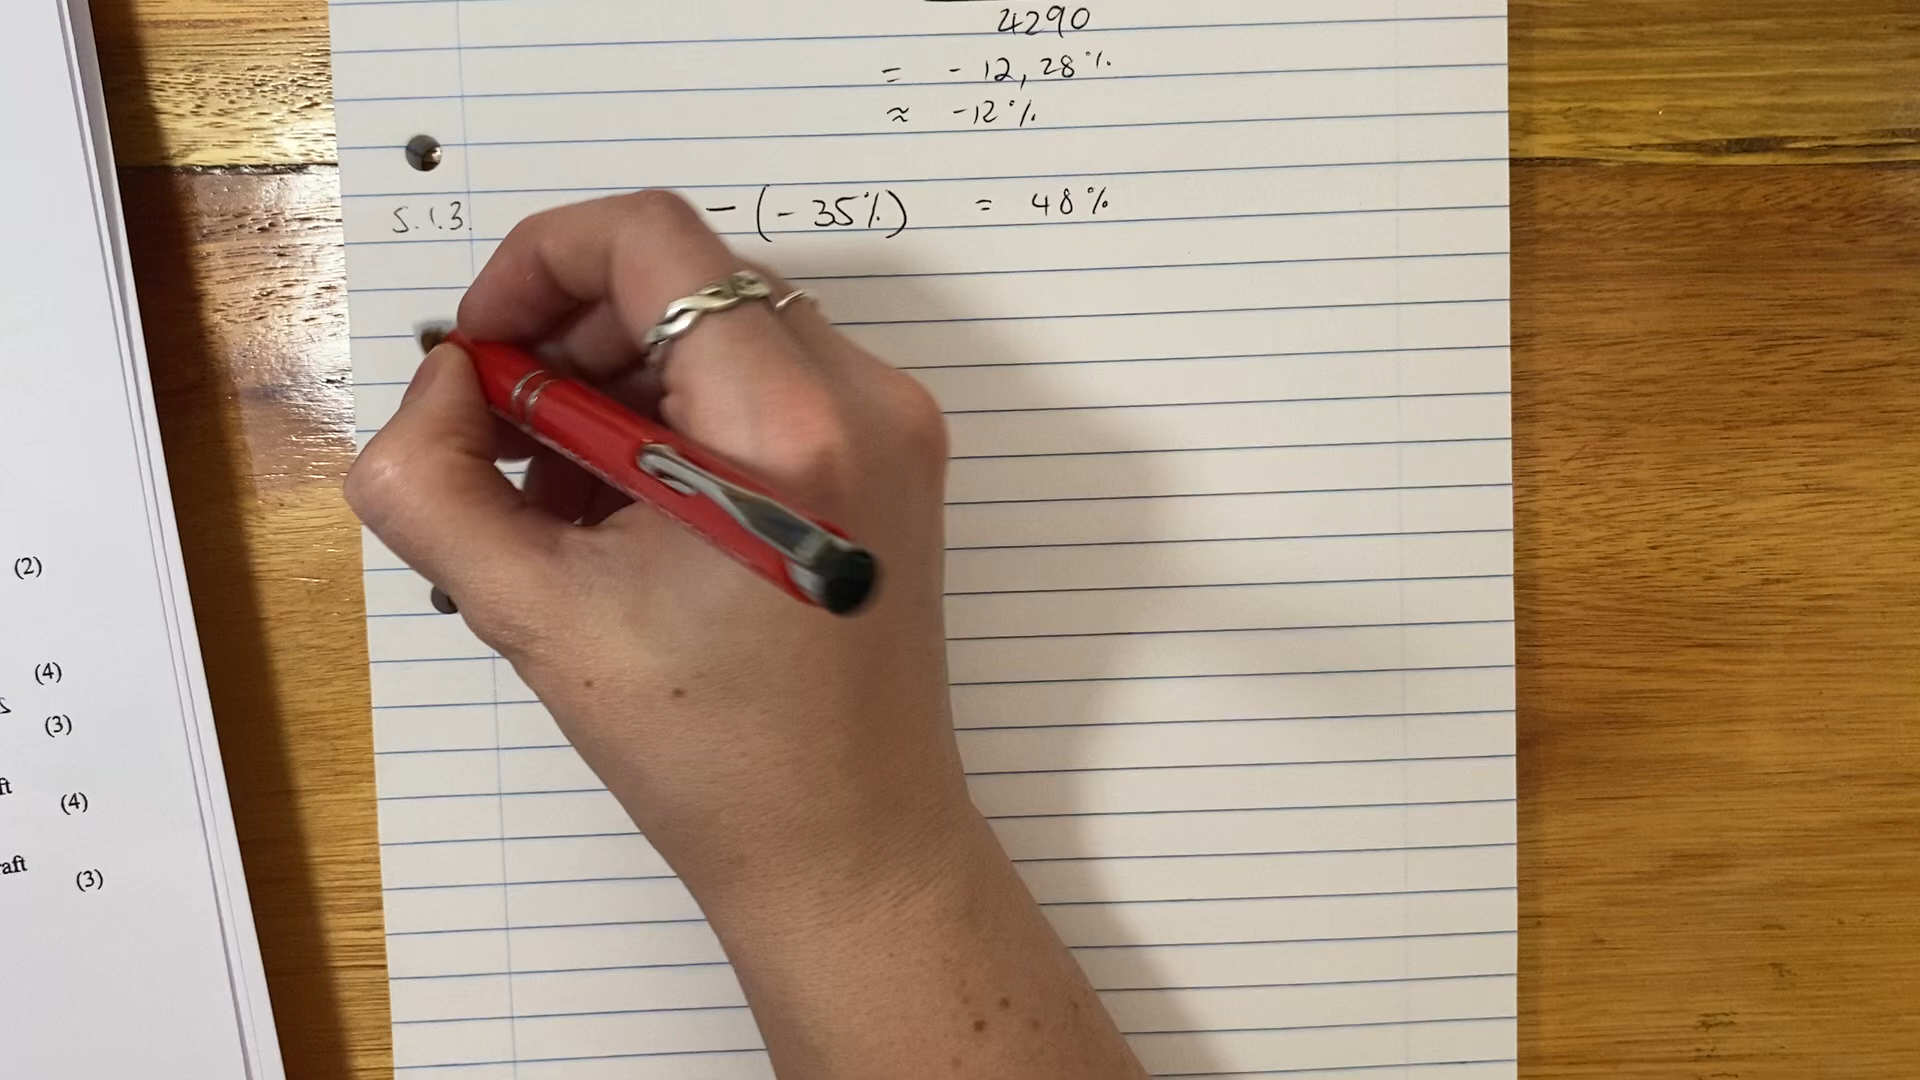 4290
= - 12,28%
≈ -12%
5.1.3. - (- 35%) = 48%
(2)
(4)
(3)
ft
(4)
raft
(3)